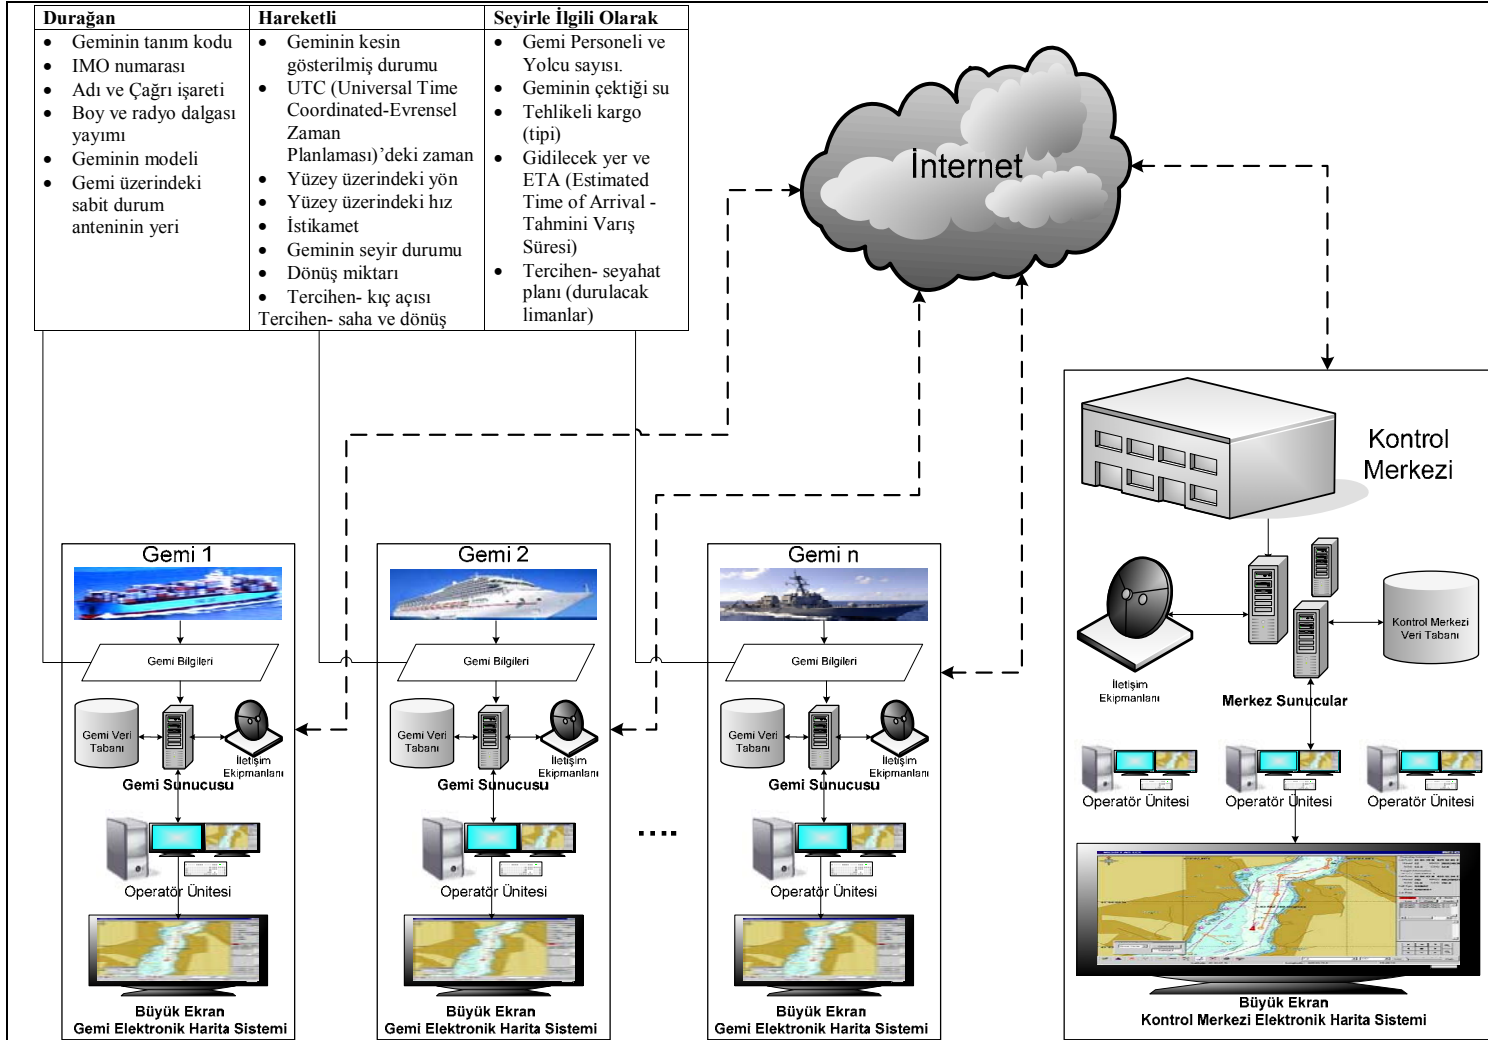 Durağan
• Geminin tanım kodu
• IMO numarası
• Adı ve Çağrı işareti
• Boy ve radyo dalgası
yayımı
• Geminin modeli
• Gemi üzerindeki
sabit durum
anteninin yeri
Hareketli
• Geminin kesin
gösterilmiş durumu
• UTC (Universal Time
Coordinated-Evrensel
Zaman
Planlaması)’deki zaman
• Yüzey üzerindeki yön
• Yüzey üzerindeki hız
• İstikamet
• Geminin seyir durumu
• Dönüş miktarı
• Tercihen- kıç açısı
Tercihen- saha ve dönüş
Seyirle İlgili Olarak
• Gemi Personeli ve
Yolcu sayısı.
• Geminin çektiği su
• Tehlikeli kargo
(tipi)
• Gidilecek yer ve
ETA (Estimated
Time of Arrival -
Tahmini Varış
Süresi)
• Tercihen- seyahat
planı (durulacak
limanlar)
İnternet
Gemi 1
Gemi Bilgileri
Gemi Veri
Tabanı
İletişim
Ekipmanlanı
Gemi Sunucusu
Operatör Ünitesi
Büyük Ekran
Gemi Elektronik Harita Sistemi
Gemi 2
Gemi Bilgileri
Gemi Veri
Tabanı
İletişim
Ekipmanlanı
Gemi Sunucusu
Operatör Ünitesi
Büyük Ekran
Gemi Elektronik Harita Sistemi
....
Gemi n
Gemi Bilgileri
Gemi Veri
Tabanı
İletişim
Ekipmanlanı
Gemi Sunucusu
Operatör Ünitesi
Büyük Ekran
Gemi Elektronik Harita Sistemi
Kontrol
Merkezi
Kontrol Merkezi
Veri Tabanı
İletişim
Ekipmanlanı
Merkez Sunucular
Operatör Ünitesi
Operatör Ünitesi
Operatör Ünitesi
Büyük Ekran
Kontrol Merkezi Elektronik Harita Sistemi